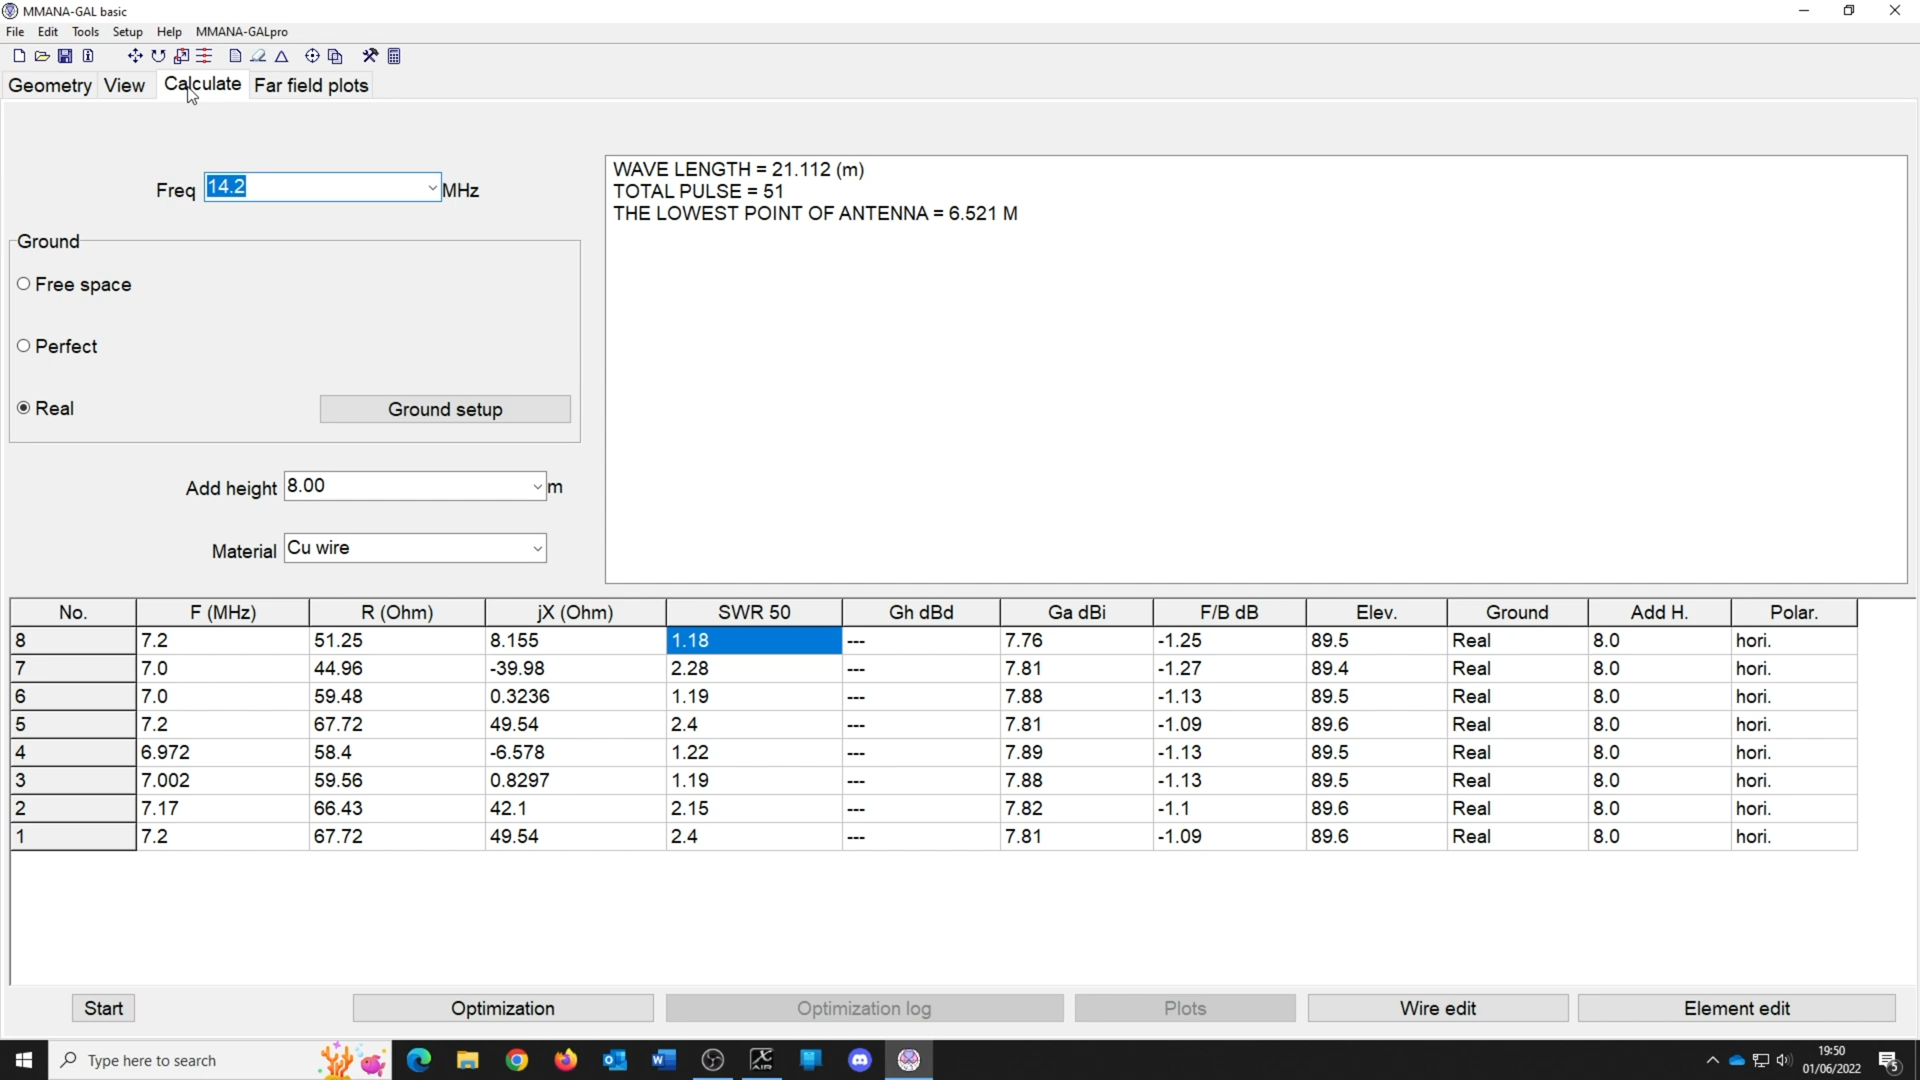 MMANA-GAL basic
File Edit Tools Setup Help MMANA-GALpro
Geometry View Calculate Far field plots
Freq 14.2 MHz
Ground
Free space
Perfect
Real Ground setup
Add height 8.00 m
Material Cu wire
WAVE LENGTH = 21.112 (m)
TOTAL PULSE = 51
THE LOWEST POINT OF ANTENNA = 6.521 M
No. F (MHz) R (Ohm) jX (Ohm) SWR 50 Gh dBd Ga dBi F/B dB Elev. Ground Add H. Polar.
8 7.2 51.25 8.155 1.18 --- 7.76 -1.25 89.5 Real 8.0 hori.
7 7.0 44.96 -39.98 2.28 --- 7.81 -1.27 89.4 Real 8.0 hori.
6 7.0 59.48 0.3236 1.19 --- 7.88 -1.13 89.5 Real 8.0 hori.
5 7.2 67.72 49.54 2.4 --- 7.81 -1.09 89.6 Real 8.0 hori.
4 6.972 58.4 -6.578 1.22 --- 7.89 -1.13 89.5 Real 8.0 hori.
3 7.002 59.56 0.8297 1.19 --- 7.88 -1.13 89.5 Real 8.0 hori.
2 7.17 66.43 42.1 2.15 --- 7.82 -1.1 89.6 Real 8.0 hori.
1 7.2 67.72 49.54 2.4 --- 7.81 -1.09 89.6 Real 8.0 hori.
Start Optimization Optimization log Plots Wire edit Element edit
Type here to search
19:50
01/06/2022
5